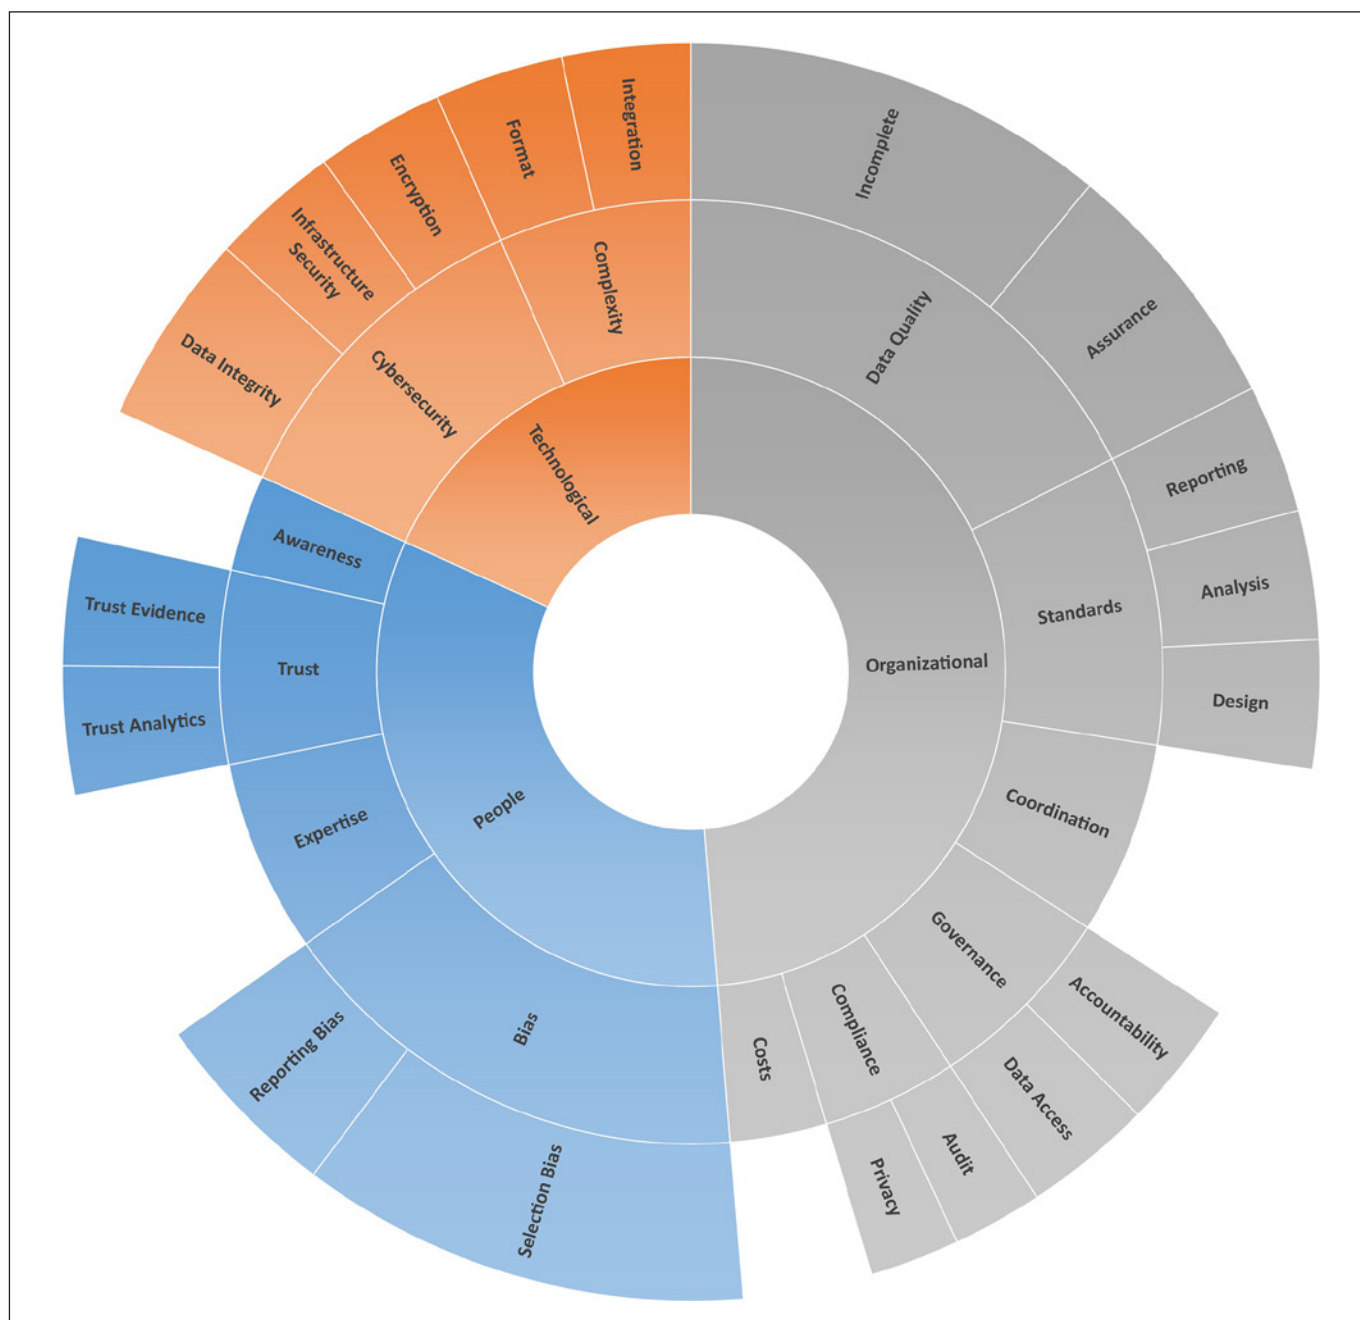 Organizational
Data Quality
Incomplete
Assurance
Standards
Reporting
Analysis
Design
Coordination
Governance
Accountability
Data Access
Compliance
Audit
Privacy
Costs
People
Bias
Selection Bias
Reporting Bias
Expertise
Trust
Trust Analytics
Trust Evidence
Awareness
Technological
Cybersecurity
Data Integrity
Infrastructure
Security
Encryption
Complexity
Format
Integration